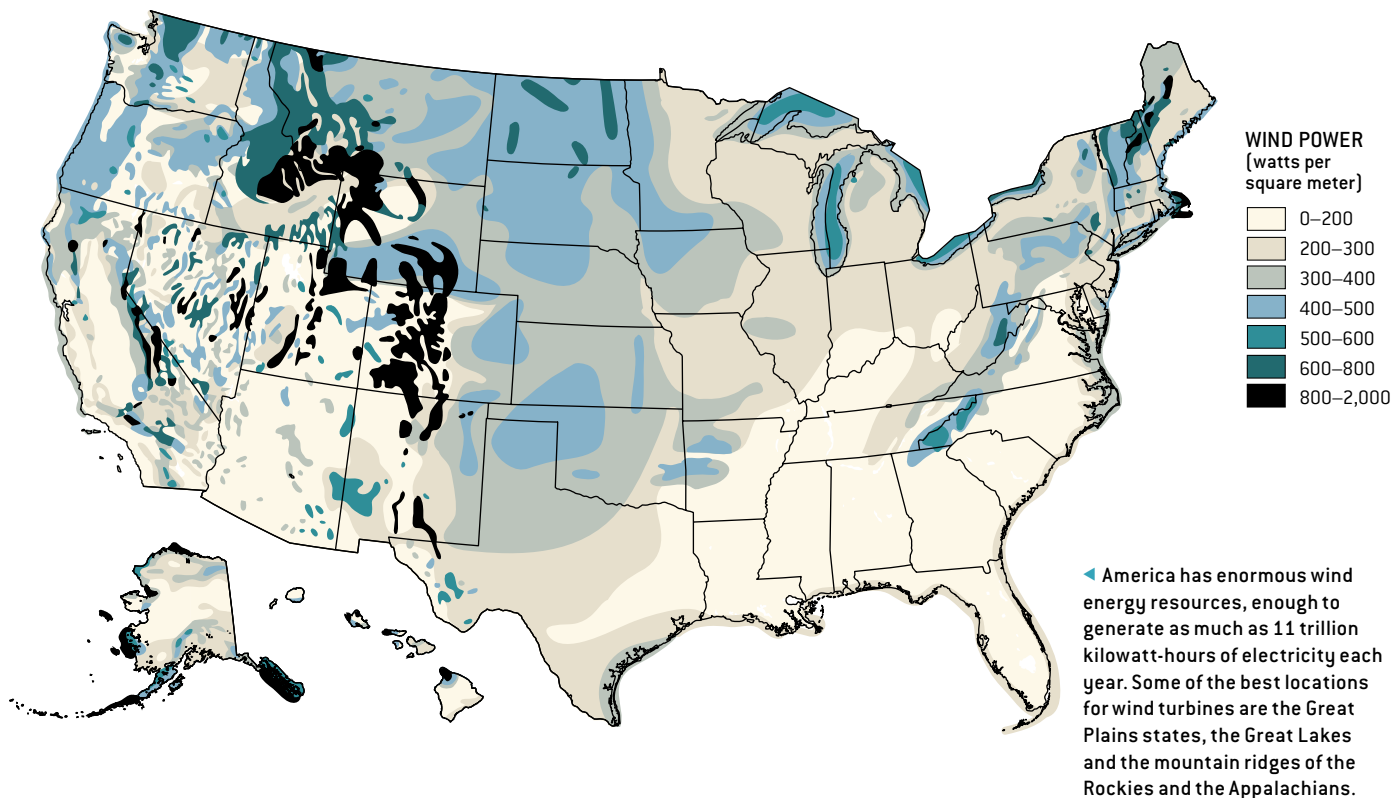 WIND POWER
(watts per
square meter)
0–200
200–300
300–400
400–500
500–600
600–800
800–2,000
◀ America has enormous wind
energy resources, enough to
generate as much as 11 trillion
kilowatt-hours of electricity each
year. Some of the best locations
for wind turbines are the Great
Plains states, the Great Lakes
and the mountain ridges of the
Rockies and the Appalachians.